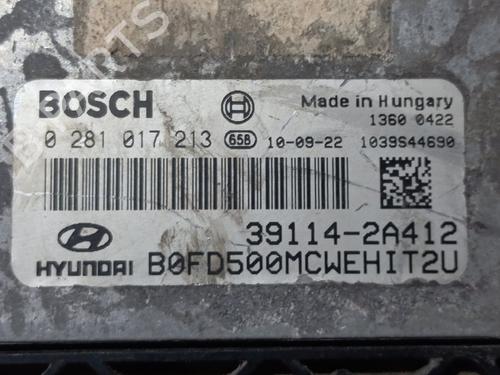 BOSCH
Made in Hungary
1360 0422
0 281 017 213 658 10-09-22 1039S44690
39114-2A412
HYUNDAI B0FD500MCWEHIT2U